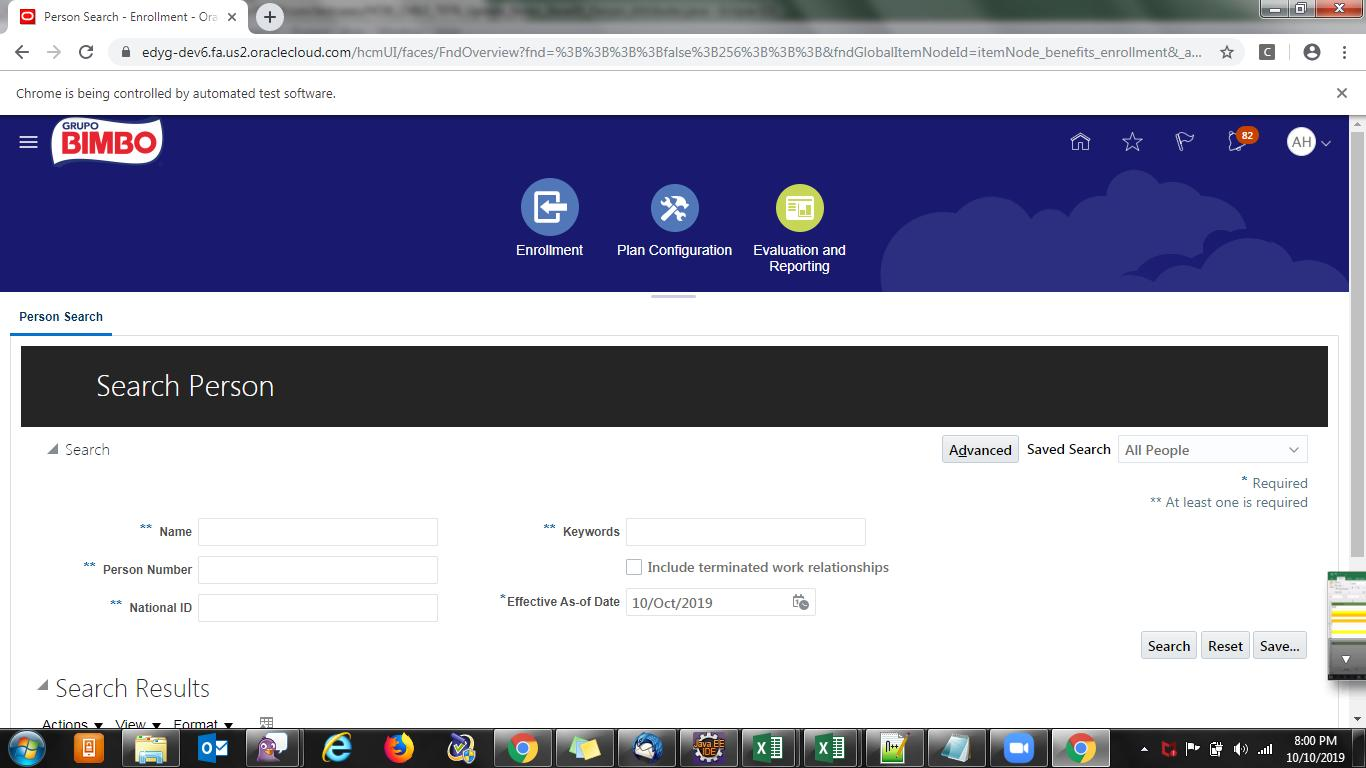 Person Search - Enrollment - Ora
edyg-dev6.fa.us2.oraclecloud.com/hcmUI/faces/FndOverview?fnd=%3B%3B%3B%3Bfalse%3B256%3B%3B%3B&fndGlobalItemNodeId=itemNode_benefits_enrollment&_a...
C
Chrome is being controlled by automated test software.
GRUPO
BIMBO
82
AH
Enrollment
Plan Configuration
Evaluation and
Reporting
Person Search
Search Person
Search
Advanced
Saved Search
All People
* Required
** At least one is required
** Name
** Keywords
** Person Number
Include terminated work relationships
** National ID
*Effective As-of Date
10/Oct/2019
Search
Reset
Save...
Search Results
Actions
View
Format
Java EE
IDE
8:00 PM
10/10/2019